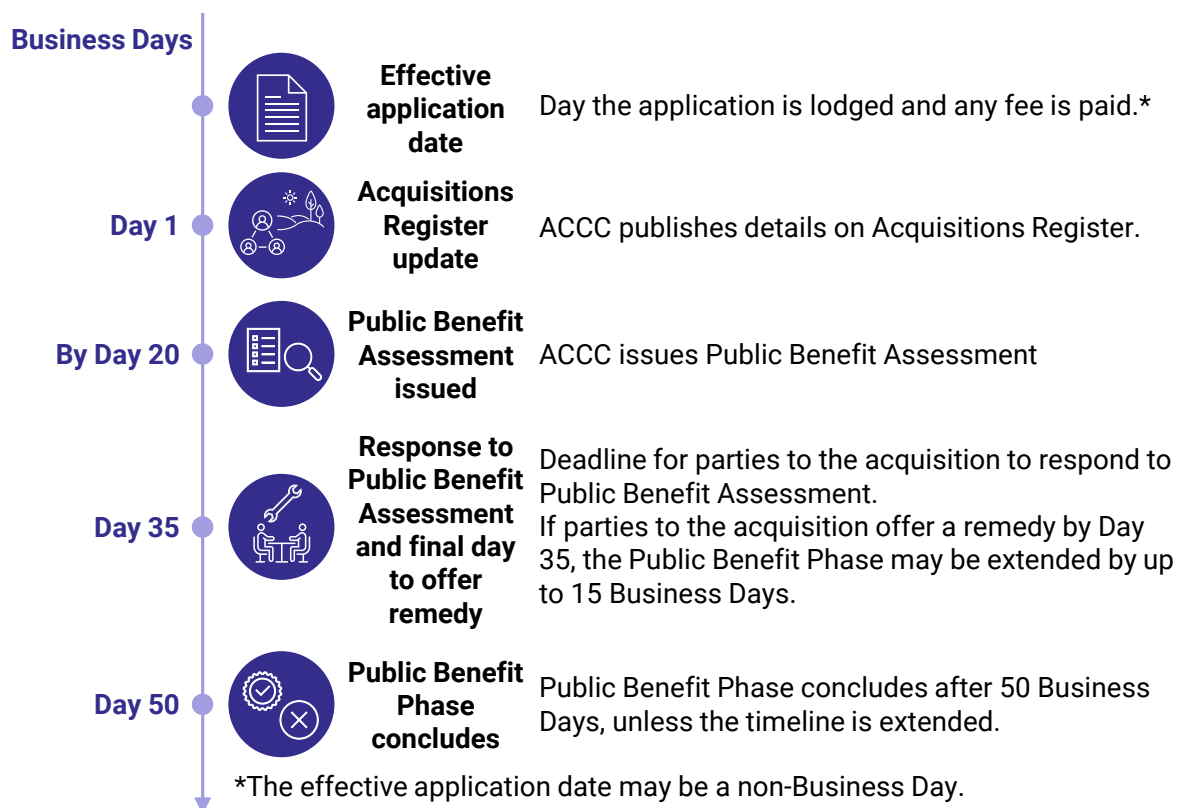 Business Days
Effective
application
date
Day the application is lodged and any fee is paid.*
Day 1
Acquisitions
Register
update
ACCC publishes details on Acquisitions Register.
By Day 20
Public Benefit
Assessment
issued
ACCC issues Public Benefit Assessment
Day 35
Response to
Public Benefit
Assessment
and final day
to offer
remedy
Deadline for parties to the acquisition to respond to
Public Benefit Assessment.
If parties to the acquisition offer a remedy by Day
35, the Public Benefit Phase may be extended by up
to 15 Business Days.
Day 50
Public Benefit
Phase
concludes
Public Benefit Phase concludes after 50 Business
Days, unless the timeline is extended.
*The effective application date may be a non-Business Day.